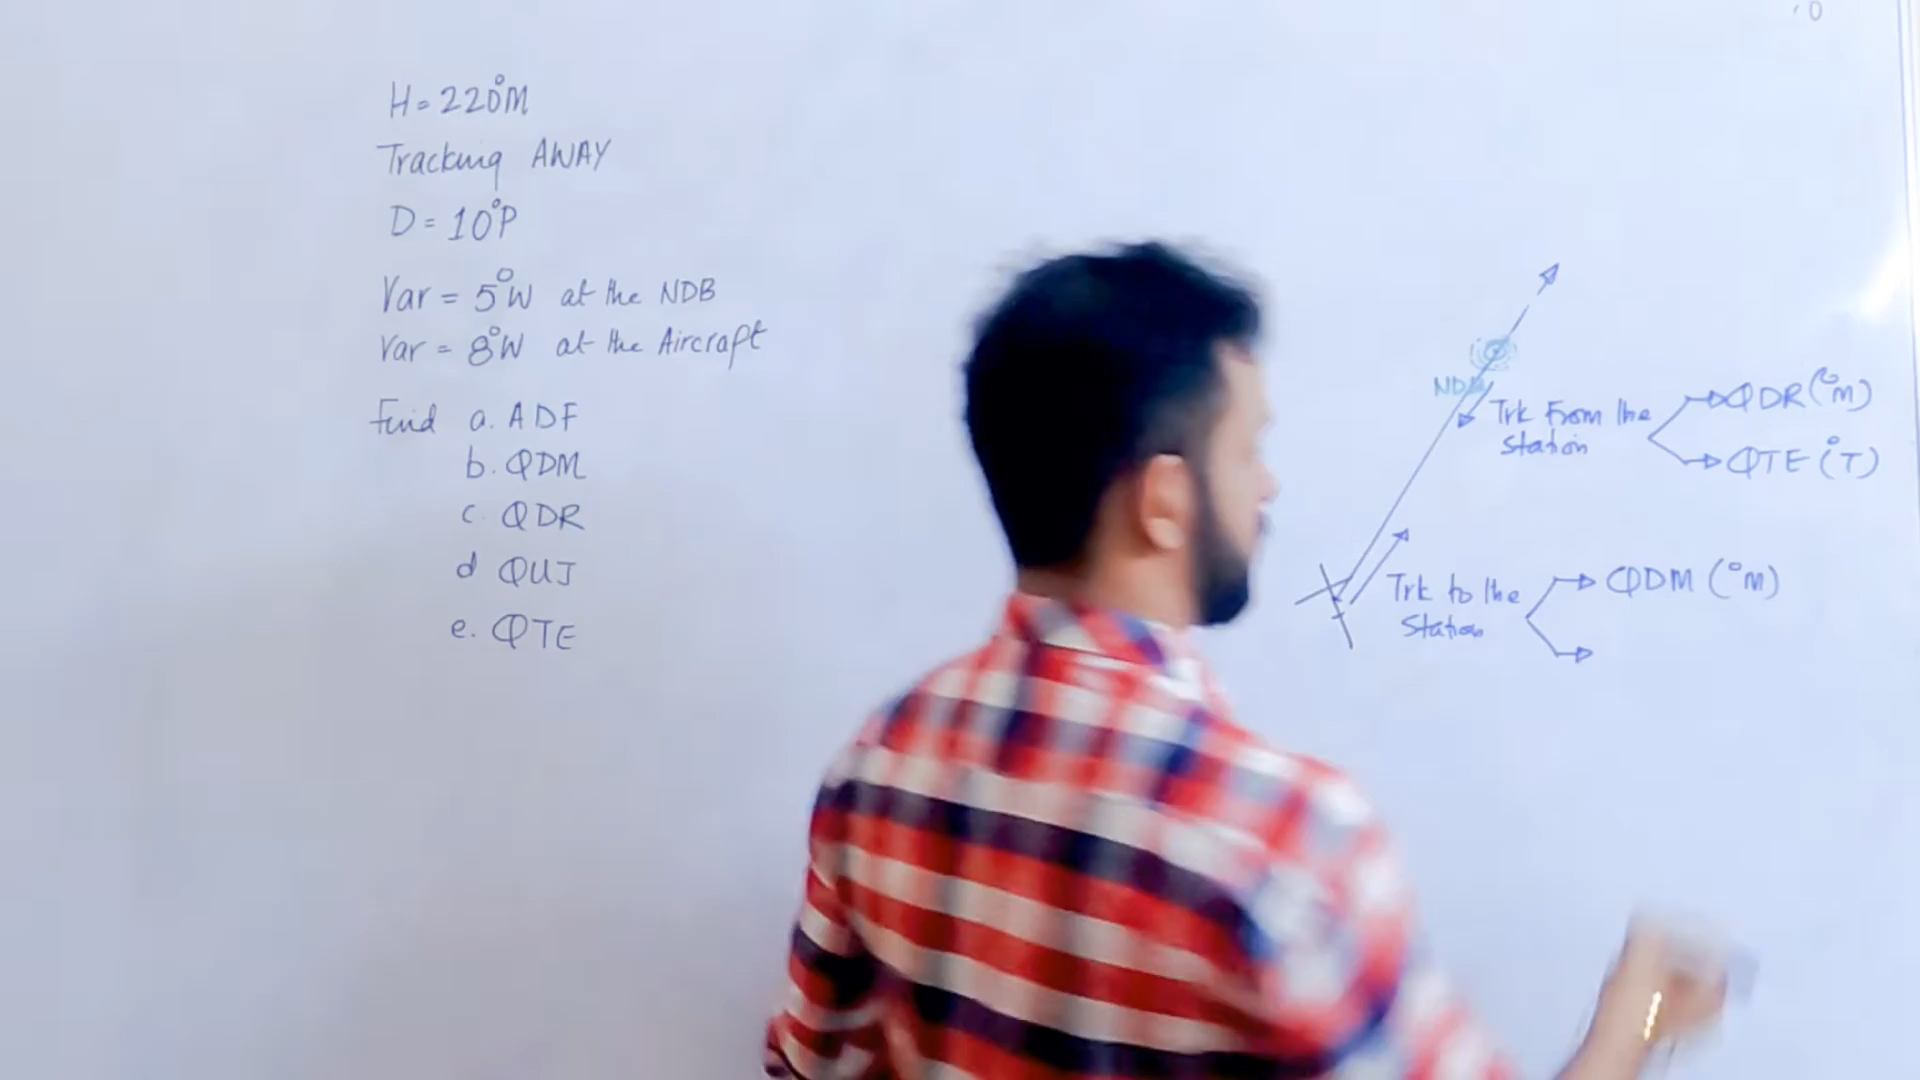 H = 220°M
Tracking AWAY
D = 10°P
Var = 5°W at the NDB
Var = 8°W at the Aircraft
Find a. ADF
b. QDM
c. QDR
d QUJ
e. QTE
NDB
Trk From the Station
QDR (°M)
QTE (°T)
Trk to the Station
QDM (°M)